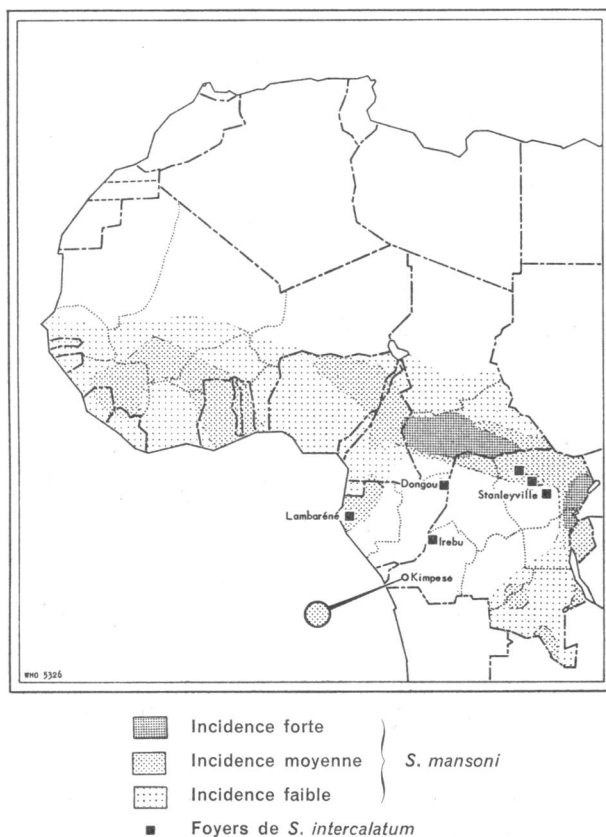 Dongou
Stanleyville
Lambaréné
Irebu
Kimpese
WHO 5326
Incidence forte
Incidence moyenne S. mansoni
Incidence faible
Foyers de S. intercalatum